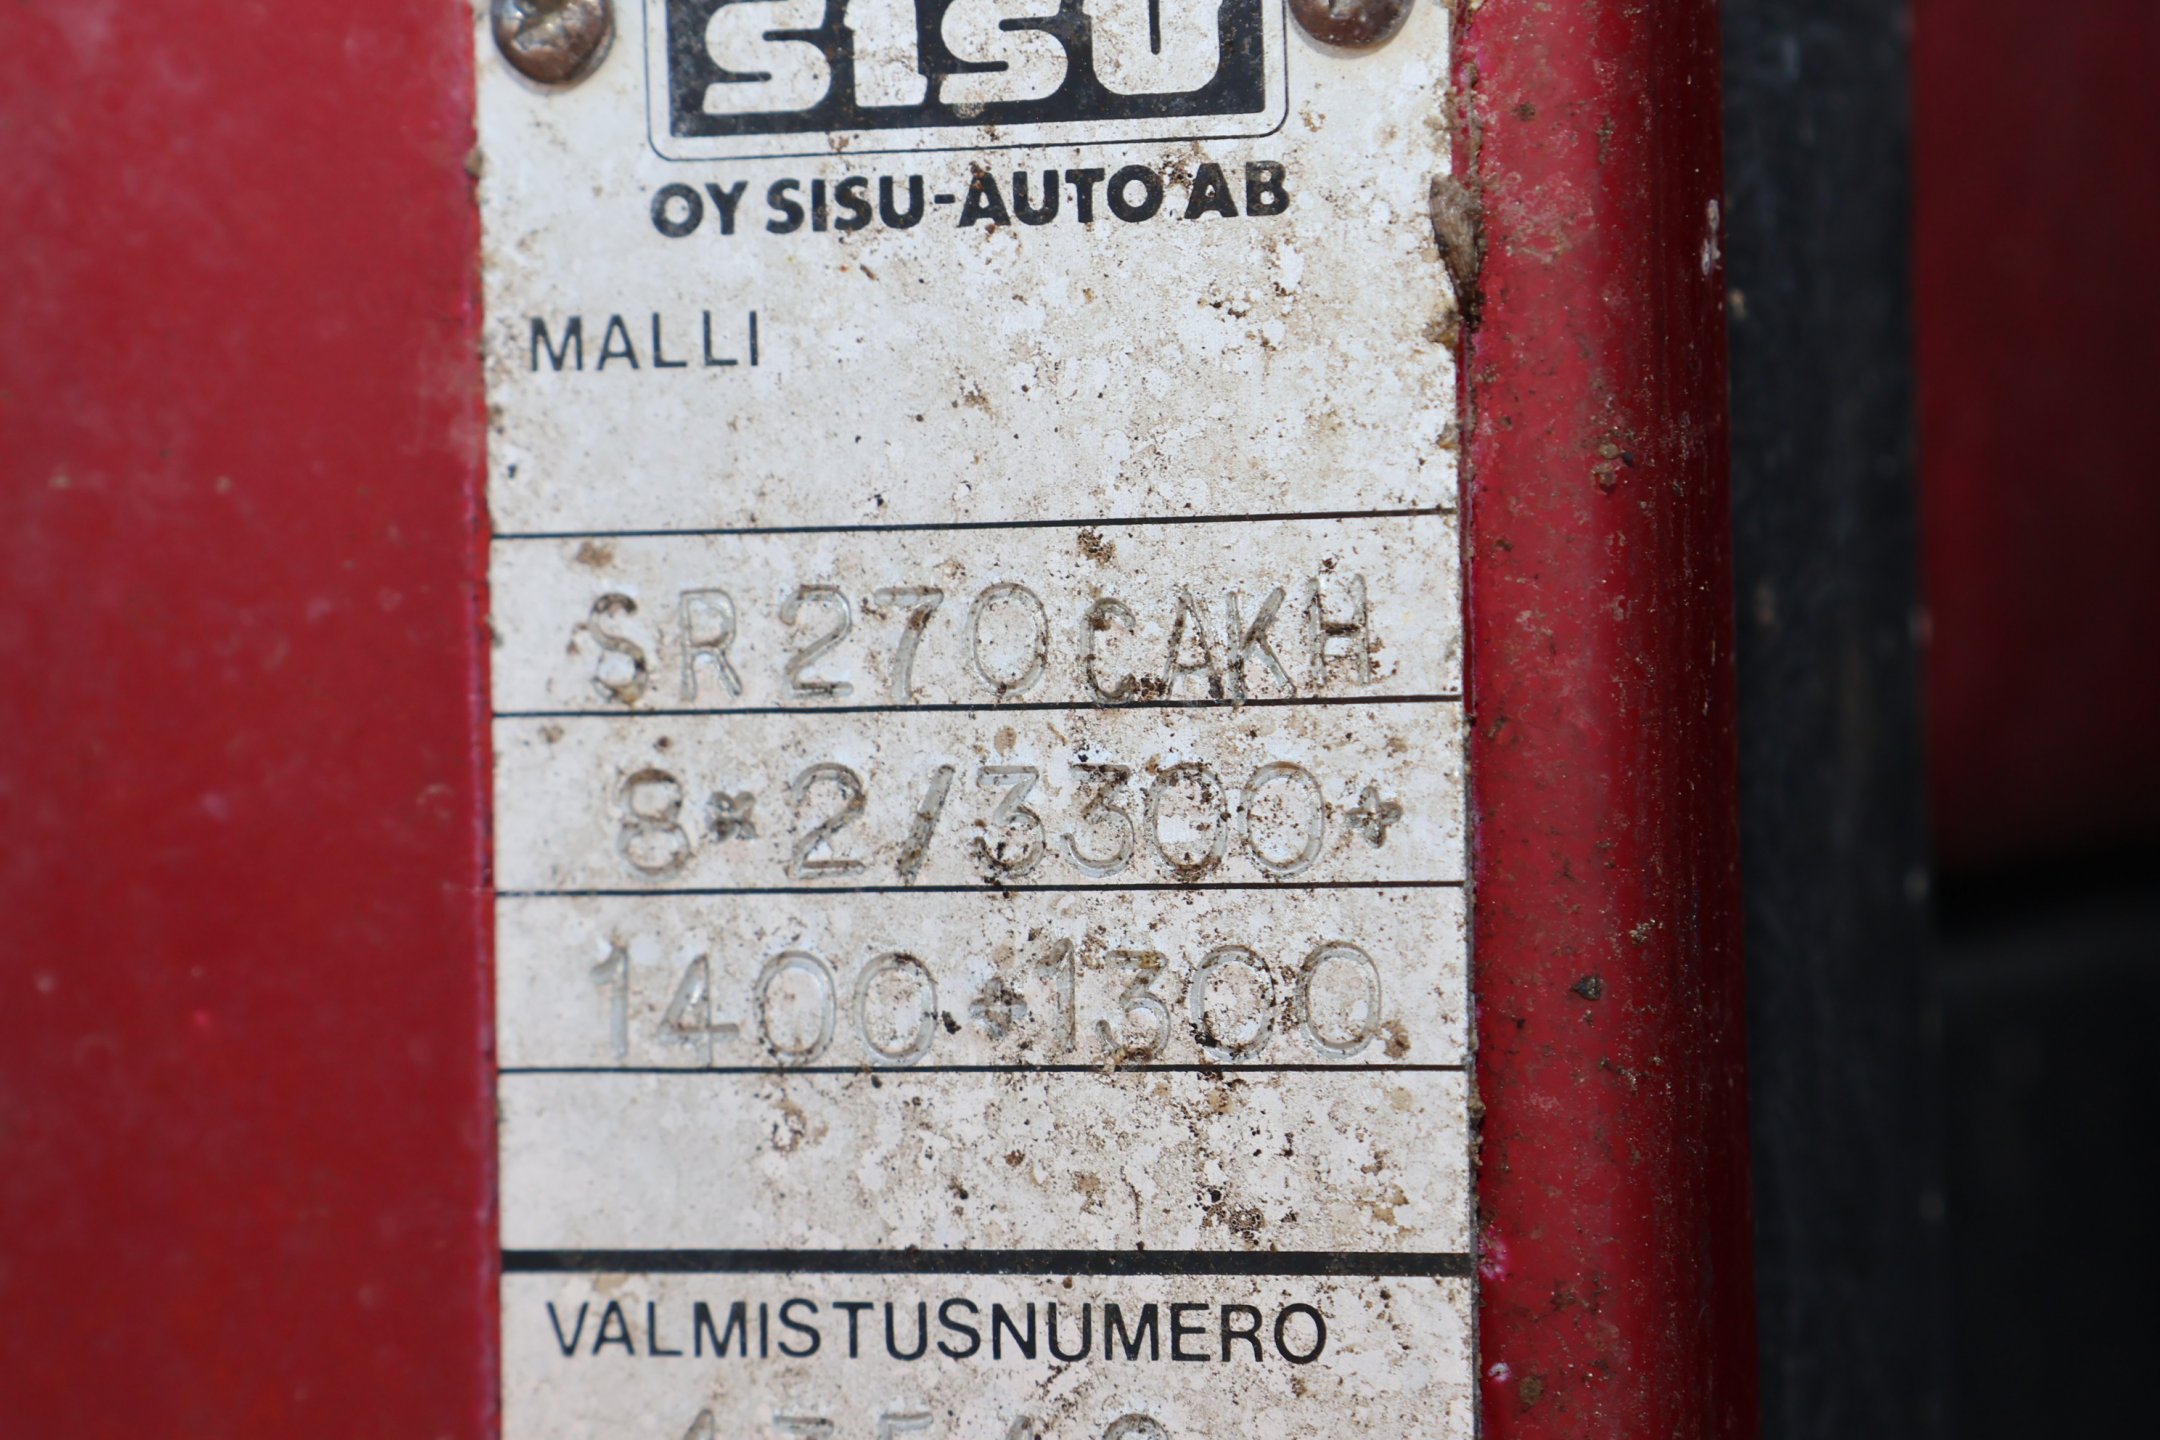 SISU
OY SISU-AUTO AB
MALLI
SR270CAKH
8×2/3300+
1400+1300
VALMISTUSNUMERO